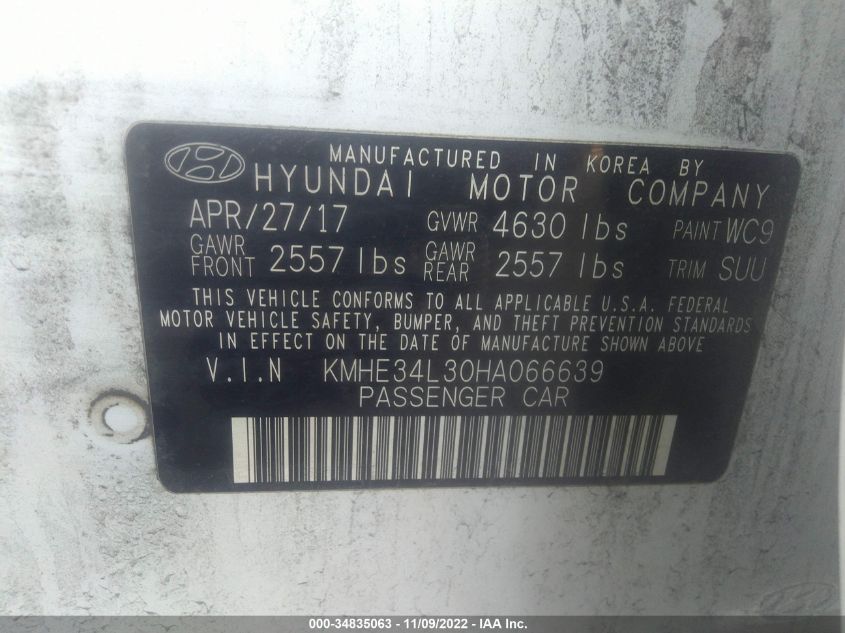 MANUFACTURED IN KOREA BY
HYUNDAI MOTOR COMPANY
APR/27/17 GVWR 4630 lbs PAINT WC9
GAWR FRONT 2557 lbs GAWR REAR 2557 lbs TRIM SUU
THIS VEHICLE CONFORMS TO ALL APPLICABLE U.S.A. FEDERAL
MOTOR VEHICLE SAFETY, BUMPER, AND THEFT PREVENTION STANDARDS
IN EFFECT ON THE DATE OF MANUFACTURE SHOWN ABOVE
V.I.N KMHE34L30HA066639
PASSENGER CAR
000-34835063 - 11/09/2022 - IAA Inc.